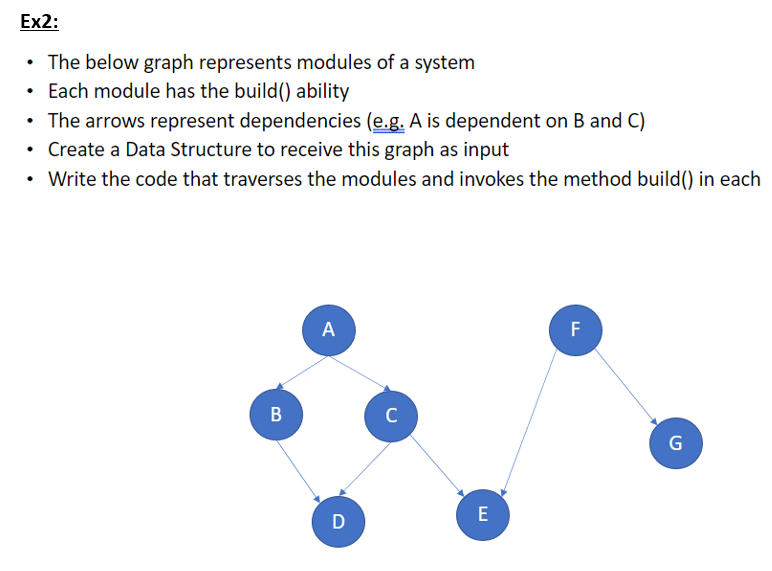 Ex2:
• The below graph represents modules of a system
• Each module has the build() ability
• The arrows represent dependencies (e.g. A is dependent on B and C)
• Create a Data Structure to receive this graph as input
• Write the code that traverses the modules and invokes the method build() in each
A
F
B
C
G
D
E